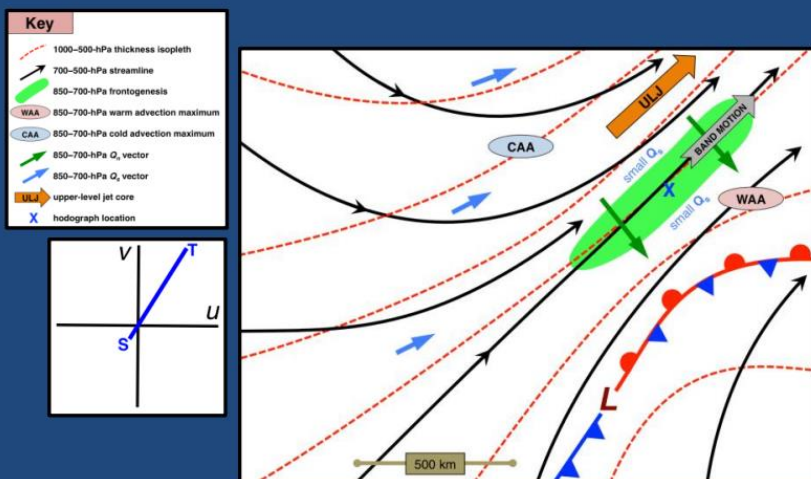 Key
1000–500-hPa thickness isopleth
700–500-hPa streamline
850–700-hPa frontogenesis
WAA 850–700-hPa warm advection maximum
CAA 850–700-hPa cold advection maximum
850–700-hPa Qn vector
850–700-hPa Qs vector
ULJ upper-level jet core
X hodograph location
V
T
u
S
ULJ
BAND MOTION
CAA
small Qs
X
small Qs
WAA
L
500 km